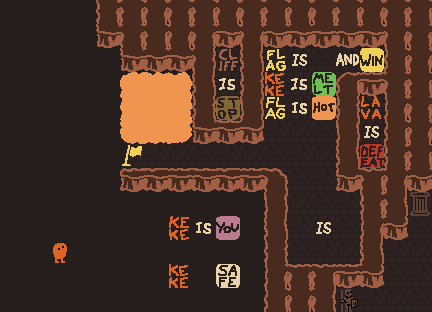 CLIFF IS STOP
FLAG IS AND WIN
KEKE IS MELT
FLAG IS HOT
LAVA IS DEFEAT
KEKE IS YOU
IS
KEKE SAFE